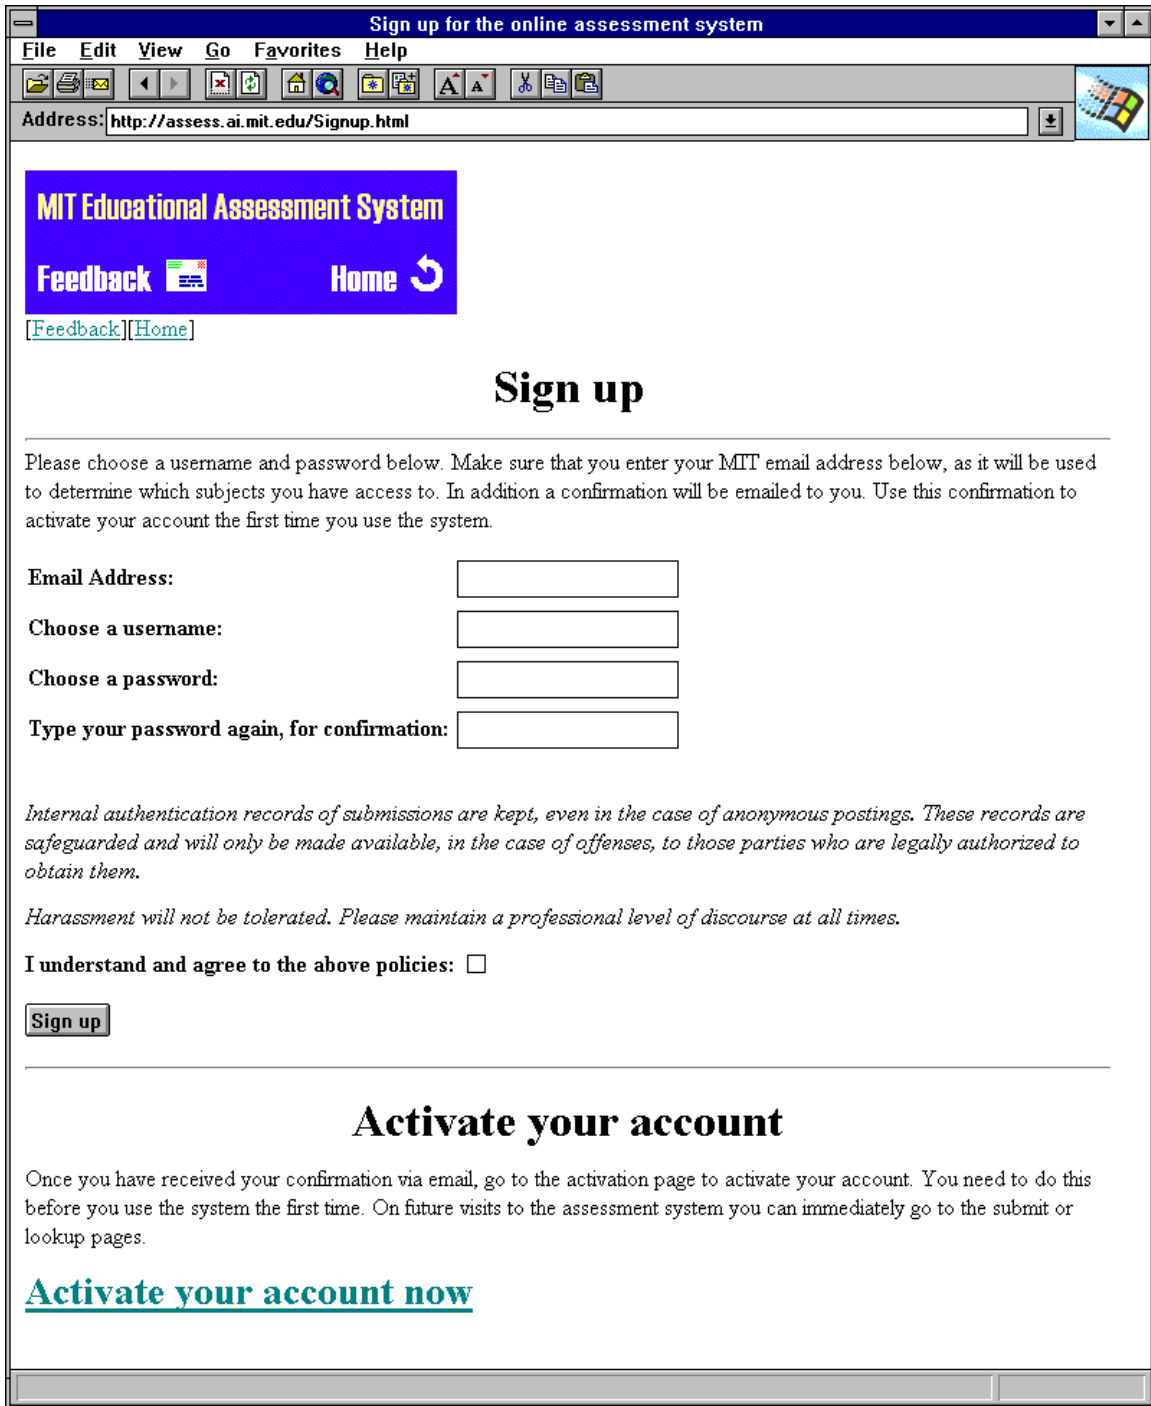 Sign up for the online assessment system
File Edit View Go Favorites Help
A A
Address: http://assess.ai.mit.edu/Signup.html
MIT Educational Assessment System
Feedback Home
[Feedback][Home]
Sign up
Please choose a username and password below. Make sure that you enter your MIT email address below, as it will be used
to determine which subjects you have access to. In addition a confirmation will be emailed to you. Use this confirmation to
activate your account the first time you use the system.
Email Address:
Choose a username:
Choose a password:
Type your password again, for confirmation:
Internal authentication records of submissions are kept, even in the case of anonymous postings. These records are
safeguarded and will only be made available, in the case of offenses, to those parties who are legally authorized to
obtain them.
Harassment will not be tolerated. Please maintain a professional level of discourse at all times.
I understand and agree to the above policies:
Sign up
Activate your account
Once you have received your confirmation via email, go to the activation page to activate your account. You need to do this
before you use the system the first time. On future visits to the assessment system you can immediately go to the submit or
lookup pages.
Activate your account now